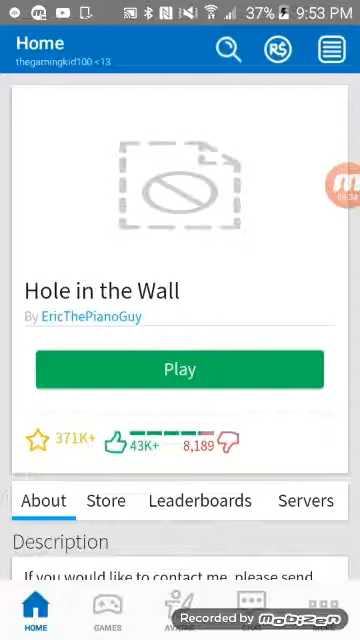 37% 9:53 PM
Home
thegamingkid100 <13
R$
Hole in the Wall
By EricThePianoGuy
Play
371K+
43K+
8,189
About Store Leaderboards Servers
Description
If you would like to contact me, please send
HOME GAMES
Recorded by mobizen